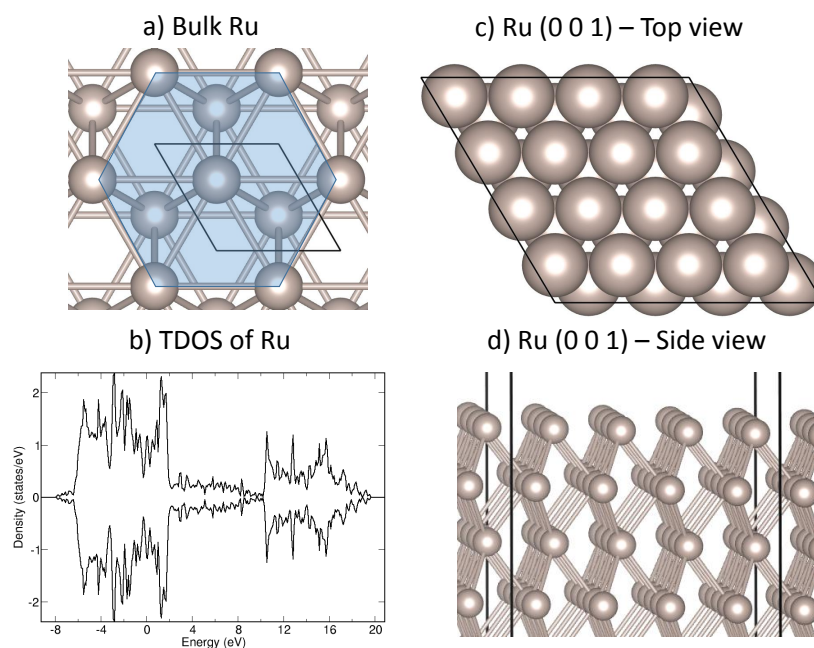 a) Bulk Ru
c) Ru (0 0 1) – Top view
b) TDOS of Ru
d) Ru (0 0 1) – Side view
2
1
0
-1
-2
Density (states/eV)
-8 -4 0 4 8 12 16 20
Energy (eV)